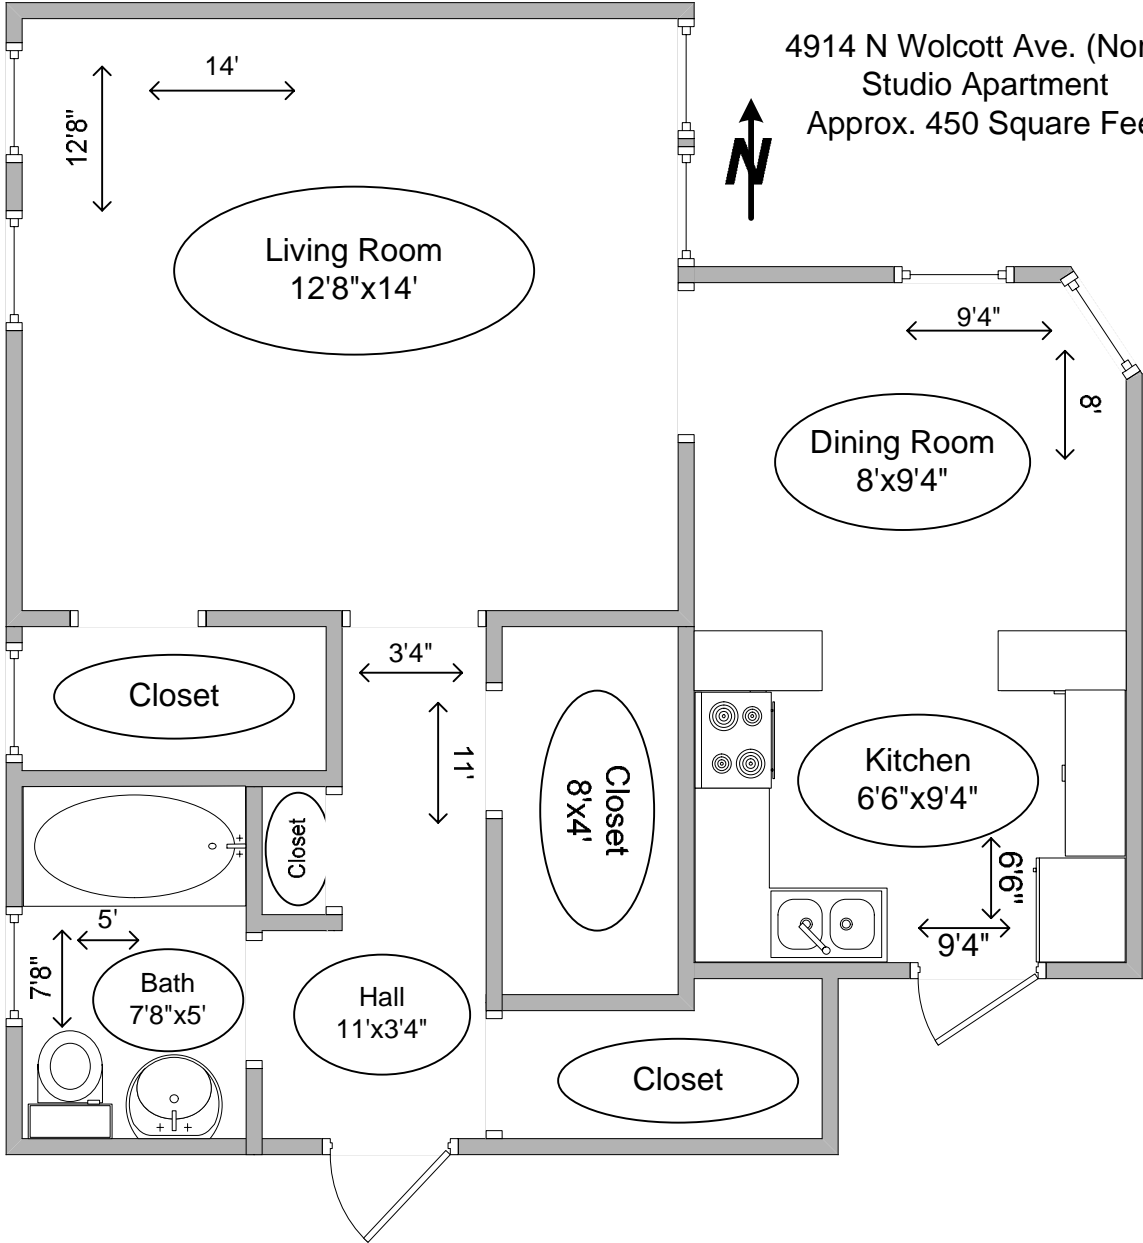 4914 N Wolcott Ave.
Studio Apartment
Approx. 450 Square
N
14'
12'8"
Living Room
12'8"x14'
9'4"
8'
Dining Room
8'x9'4"
3'4"
11'
Closet
Closet
8'x4'
Kitchen
6'6"x9'4"
6'6"
9'4"
Closet
5'
7'8"
Bath
7'8"x5'
Hall
11'x3'4"
Closet